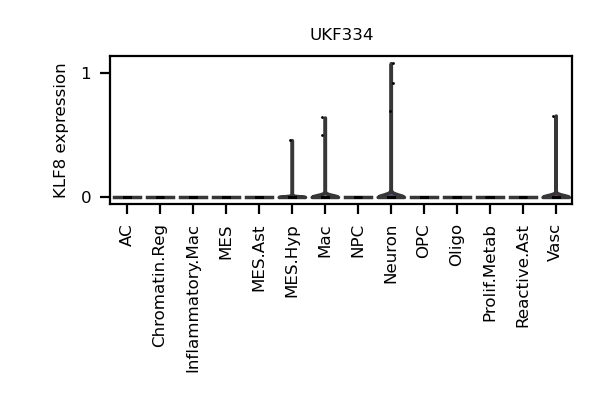 UKF334
KLF8 expression
1
0
AC
Chromatin.Reg
Inflammatory.Mac
MES
MES.Ast
MES.Hyp
Mac
NPC
Neuron
OPC
Oligo
Prolif.Metab
Reactive.Ast
Vasc